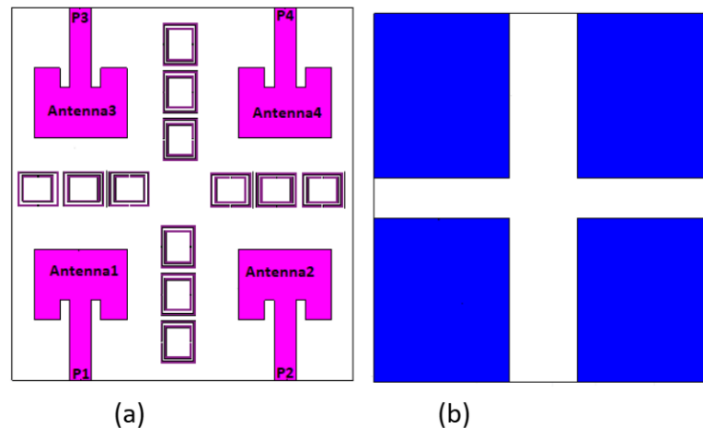 P3 P4
Antenna3 Antenna4
Antenna1 Antenna2
P1 P2
(a) (b)